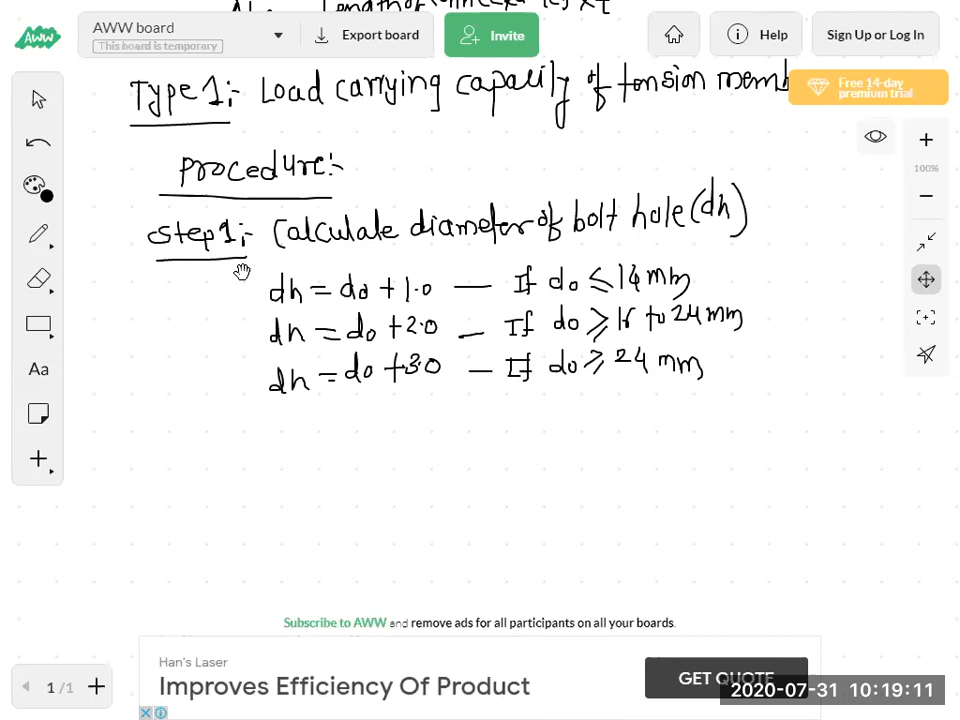 AWW
AWW board
This board is temporary
Export board
Invite
Help
Sign Up or Log In
Free 14-day
premium trial
Type 1:- Load carrying capacity of tension memb
100%
Procedure:-
step1:- Calculate diameter of bolt hole (dh)
dh = do + 1.0 — If do ≤ 14 mm
dh = do + 2.0 — If do ≥ 16 to 24 mm
dh = do + 3.0 — If do ≥ 24 mm
Aa
Subscribe to AWW and remove ads for all participants on all your boards.
Han's Laser
Improves Efficiency Of Product
GET QUOTE
1 /1
2020-07-31 10:19:11